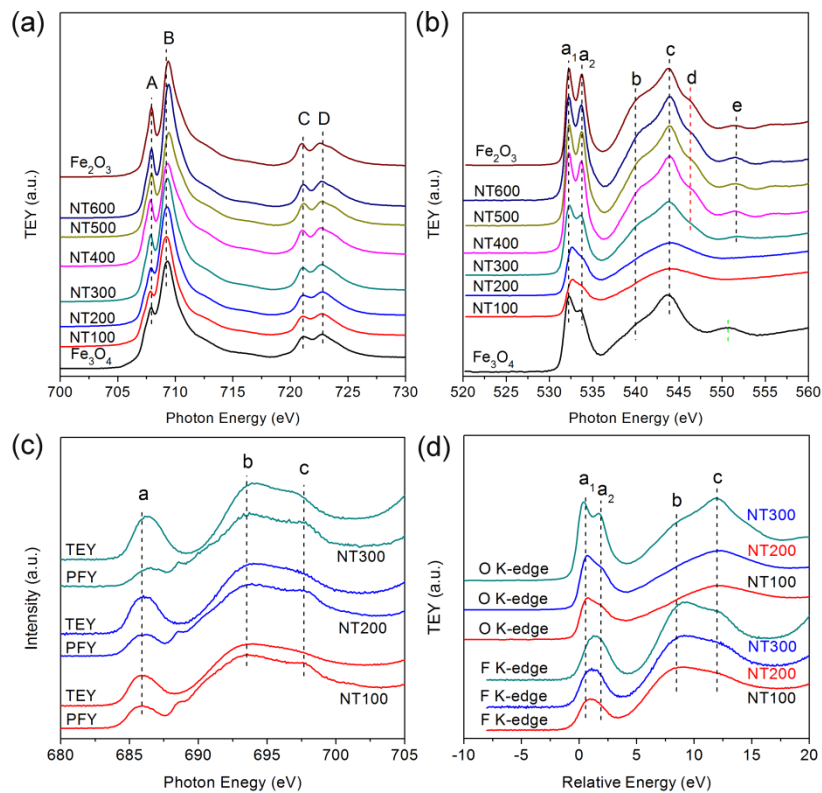 (a)
A
B
C
D
TEY (a.u.)
Fe2O3
NT600
NT500
NT400
NT300
NT200
NT100
Fe3O4
700 705 710 715 720 725 730
Photon Energy (eV)
(b)
a1 a2
b
c
d
e
TEY (a.u.)
Fe2O3
NT600
NT500
NT400
NT300
NT200
NT100
Fe3O4
520 525 530 535 540 545 550 555 560
Photon Energy (eV)
(c)
a
b
c
Intensity (a.u.)
TEY
PFY
NT300
TEY
PFY
NT200
TEY
PFY
NT100
680 685 690 695 700 705
Photon Enegy (eV)
(d)
a1
a2
b
c
TEY (a.u.)
NT300
O K-edge
NT200
O K-edge
NT100
O K-edge
F K-edge
NT300
F K-edge
NT200
F K-edge
NT100
-10 -5 0 5 10 15 20
Relative Energy (eV)